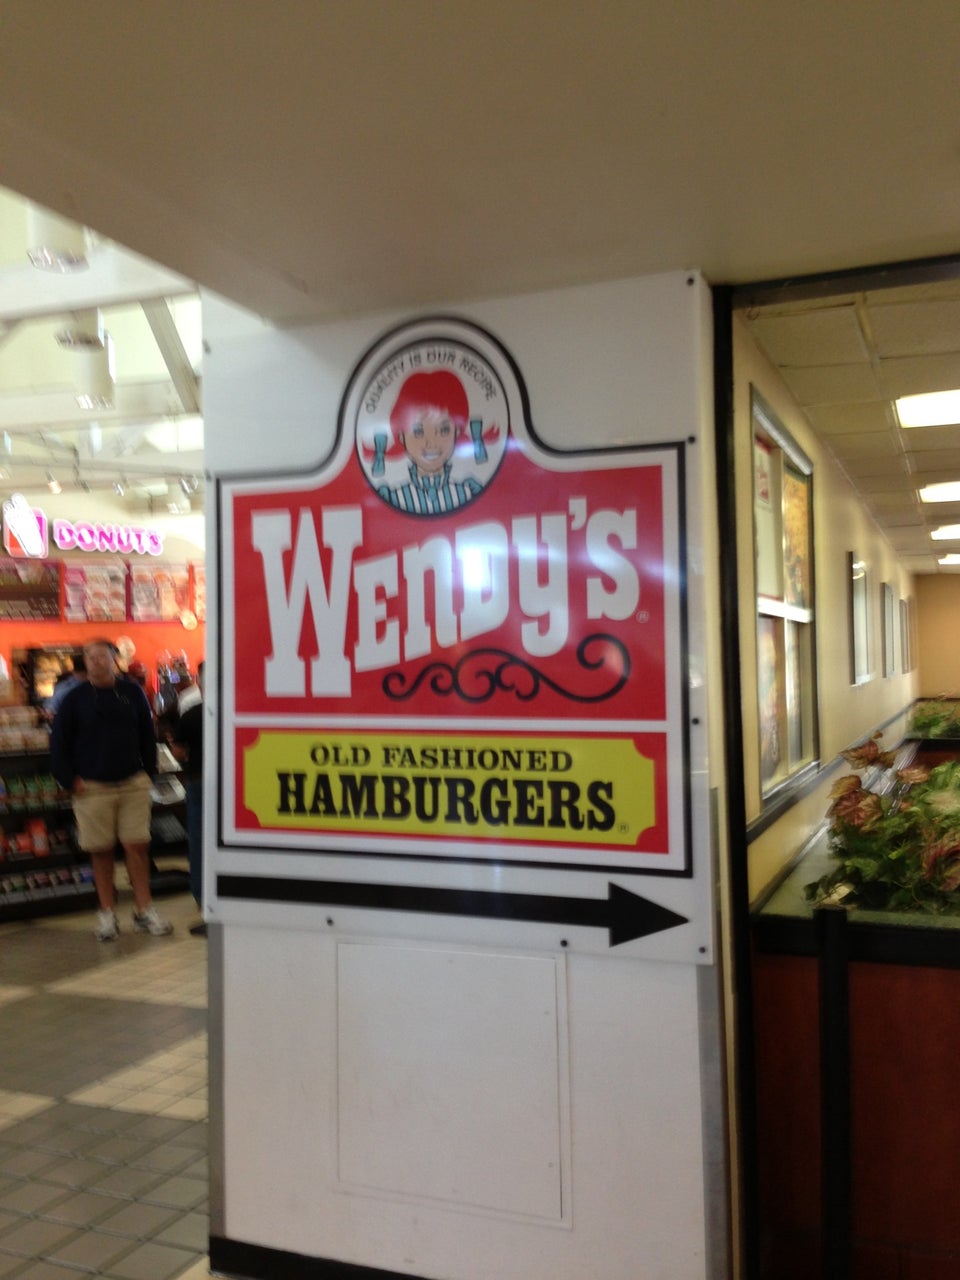 DONUTS
QUALITY IS OUR RECIPE
WENDY'S®
OLD FASHIONED
HAMBURGERS®